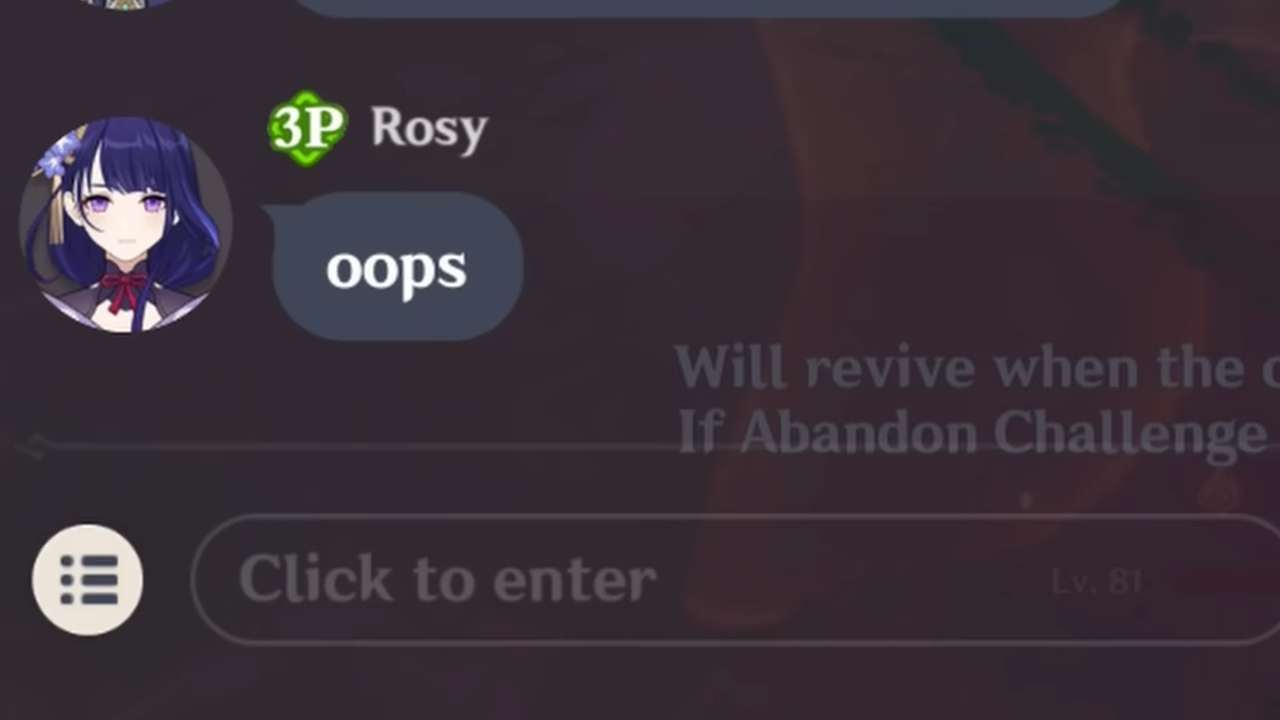 3P Rosy
oops
Will revive when the
If Abandon Challenge
Click to enter
Lv. 81